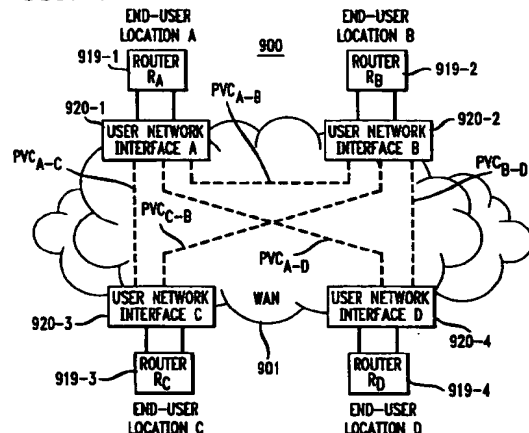 END-USER
LOCATION A
END-USER
LOCATION B
900
919-1
ROUTER
RA
ROUTER
RB
919-2
920-1
PVCA-B
920-2
USER NETWORK
INTERFACE A
USER NETWORK
INTERFACE B
PVCA-C
PVCB-D
PVCC-B
PVCA-D
USER NETWORK
INTERFACE C
WAN
USER NETWORK
INTERFACE D
920-3
920-4
901
919-3
ROUTER
RC
ROUTER
RD
919-4
END-USER
LOCATION C
END-USER
LOCATION D